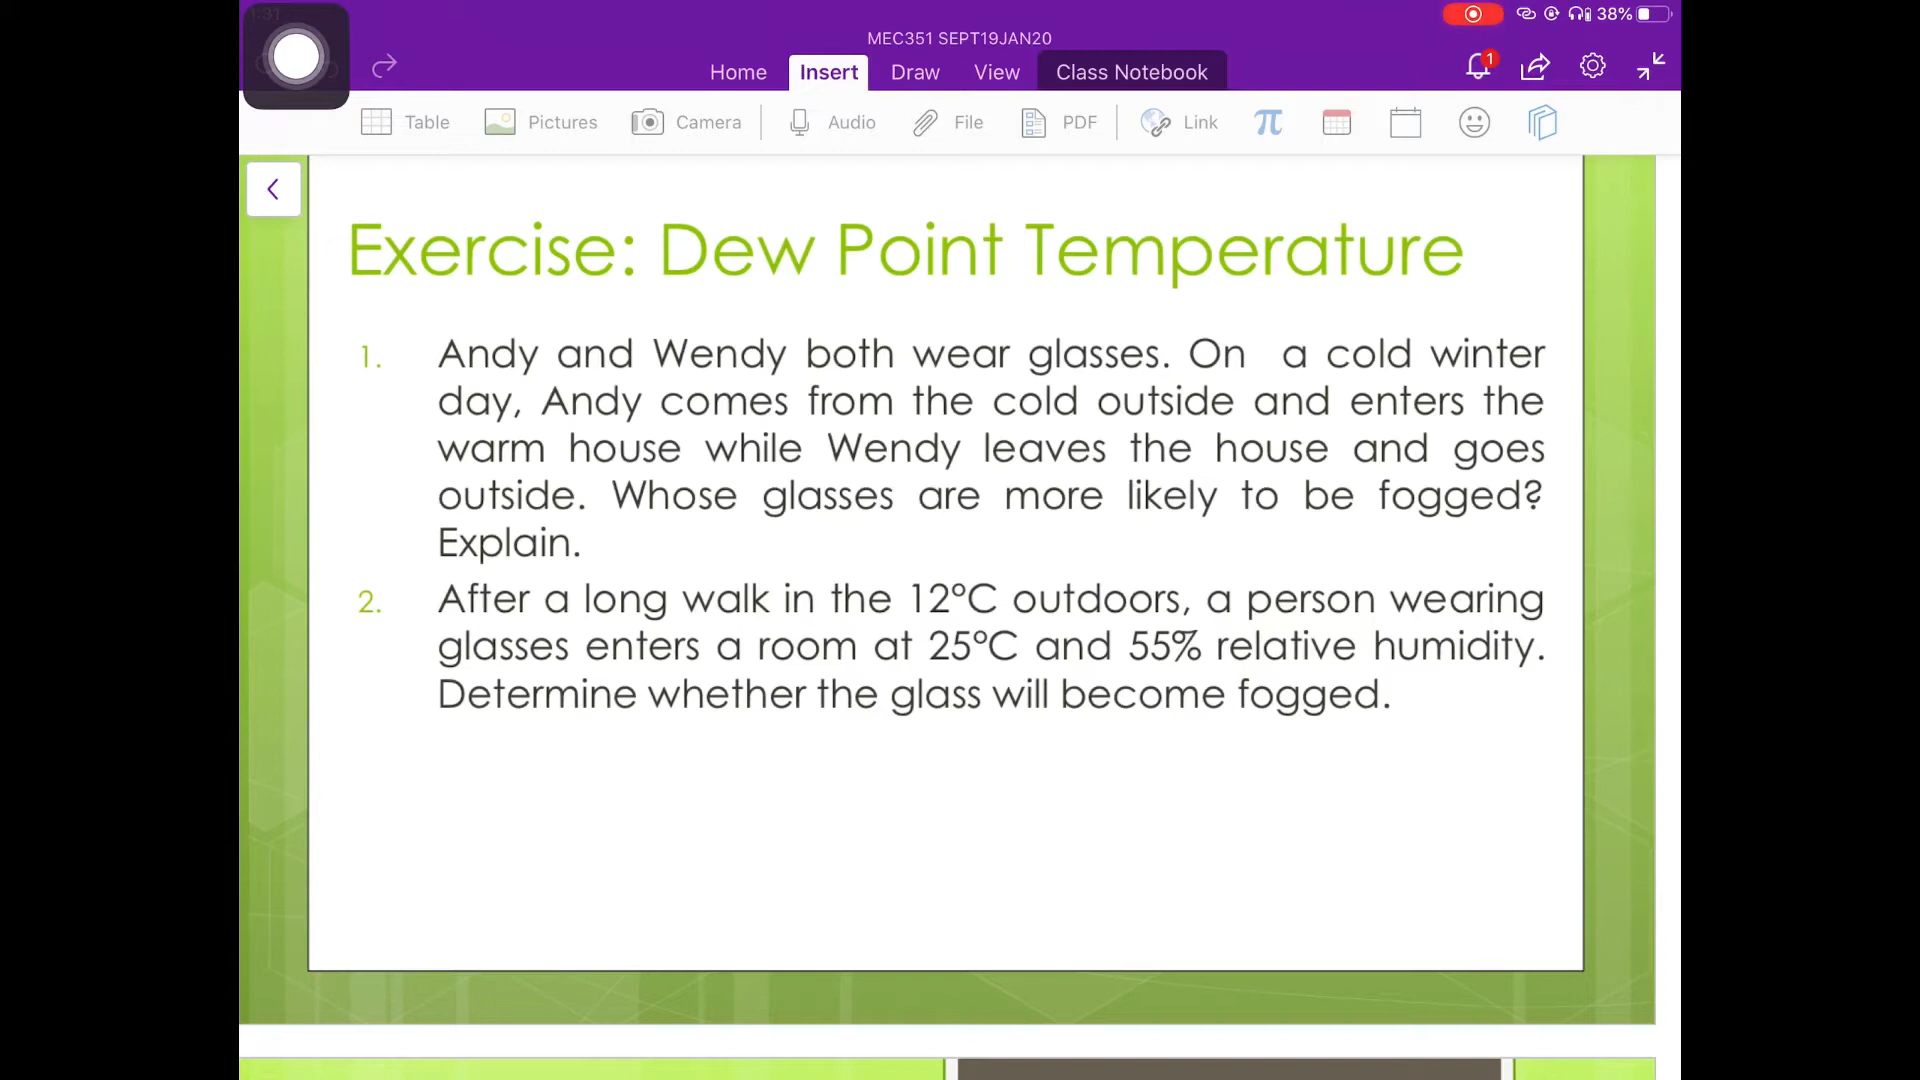 38%
MEC351 SEPT19JAN20
1
Home Insert Draw View Class Notebook
Table Pictures Camera Audio File PDF Link π
Exercise: Dew Point Temperature
1. Andy and Wendy both wear glasses. On a cold winter
day, Andy comes from the cold outside and enters the
warm house while Wendy leaves the house and goes
outside. Whose glasses are more likely to be fogged?
Explain.
2. After a long walk in the 12°C outdoors, a person wearing
glasses enters a room at 25°C and 55% relative humidity.
Determine whether the glass will become fogged.